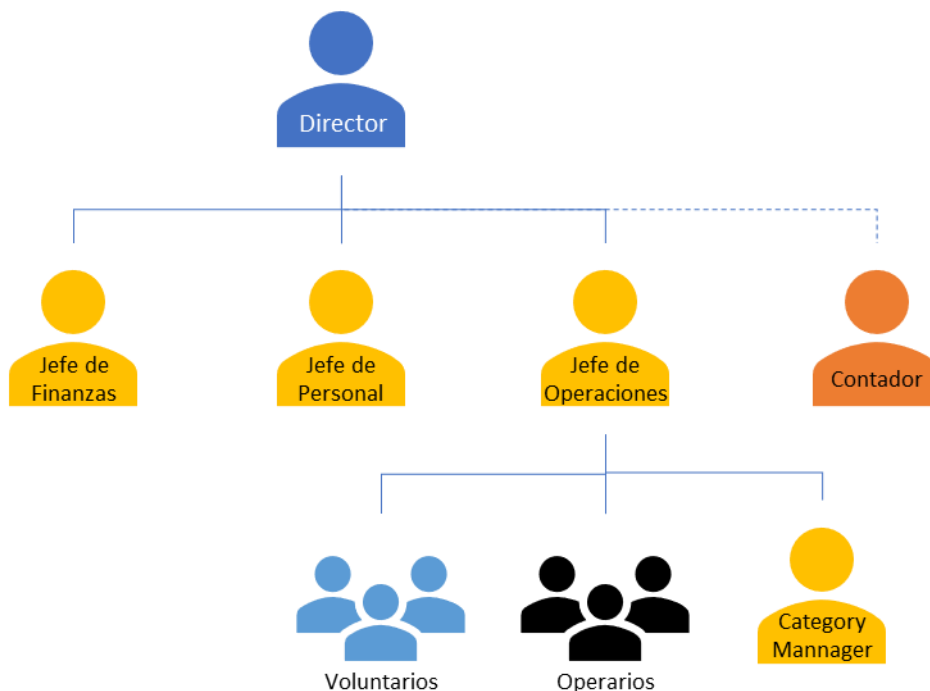 Director
Jefe de
Finanzas
Jefe de
Personal
Jefe de
Operaciones
Contador
Voluntarios
Operarios
Category
Mannager